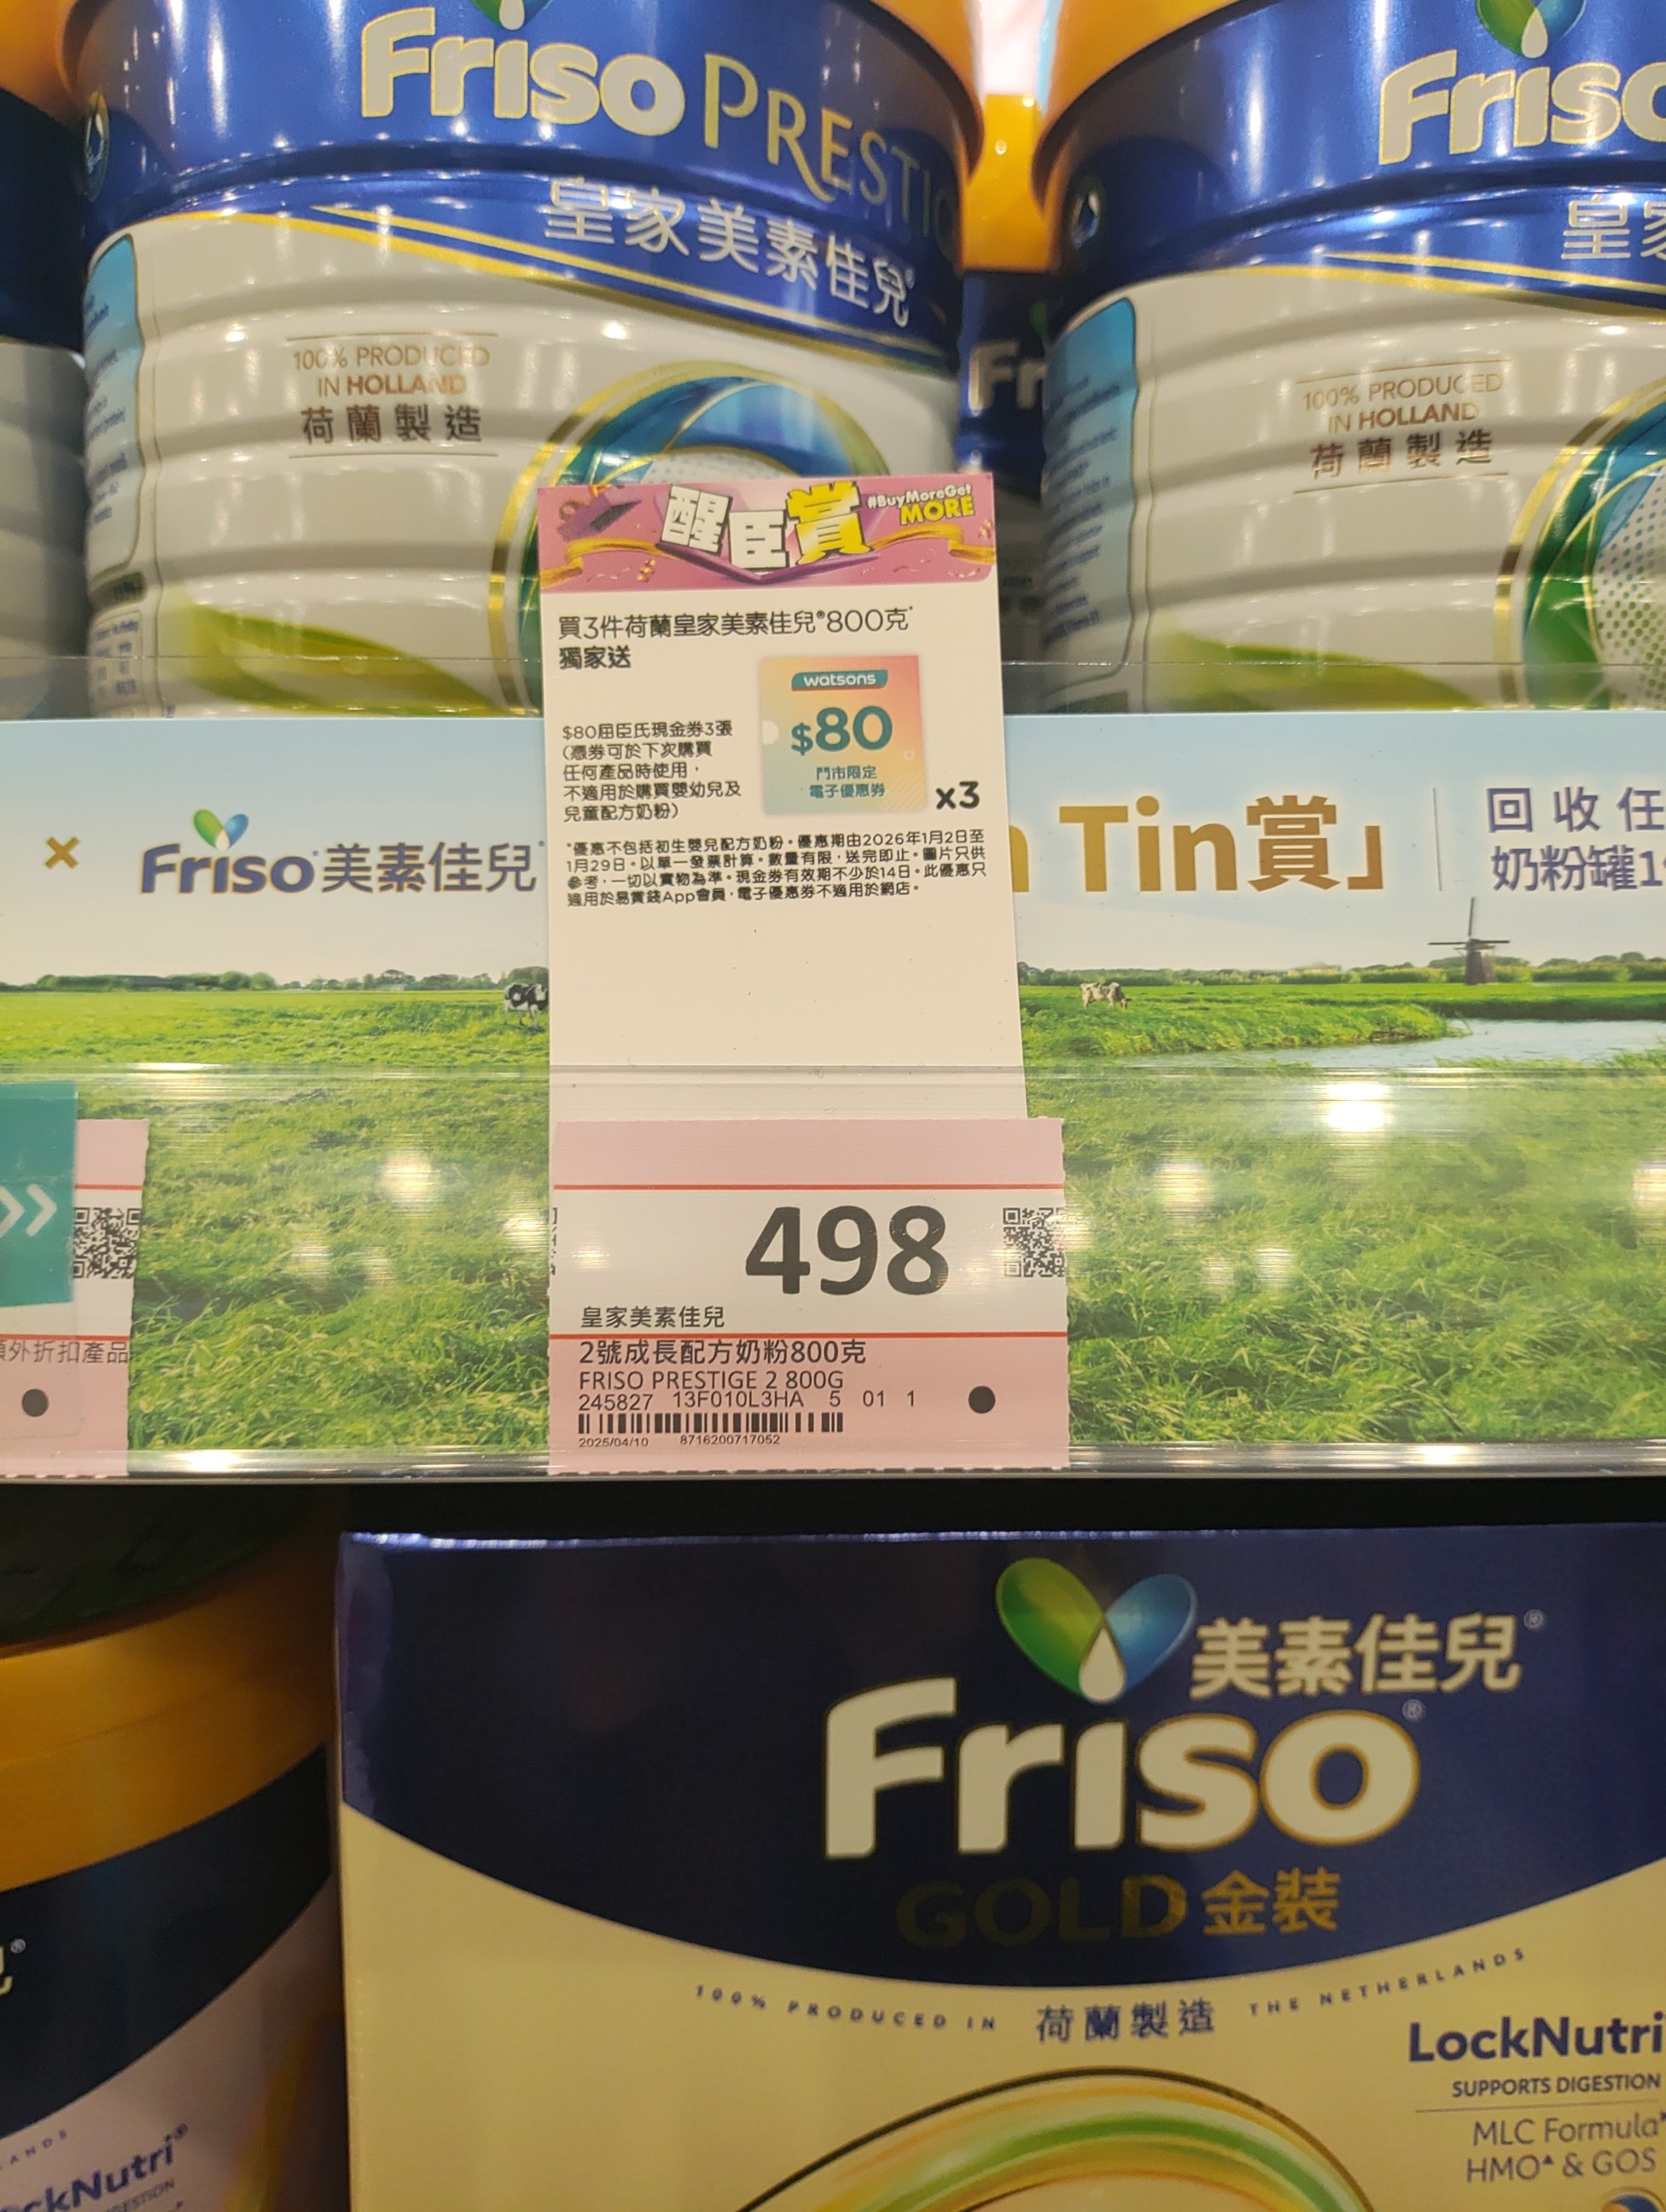 Friso PRESTIG
皇家美素佳兒®
100% PRODUCED
IN HOLLAND
荷蘭製造
Friso
皇家
100% PRODUCED
IN HOLLAND
荷蘭製造
Fr
醒臣賞
#BuyMoreGet
MORE
買3件荷蘭皇家美素佳兒®800克*
獨家送
$80屈臣氏現金券3張
(憑券可於下次購買
任何產品時使用,
不適用於購買嬰幼兒及
兒童配方奶粉)
watsons
$80
門市限定
電子優惠券
x3
*優惠不包括初生嬰兒配方奶粉。優惠期由2026年1月2日至
1月29日。以單一發票計算。數量有限,送完即止。圖片只供
參考,一切以實物為準。現金券有效期不少於14日。此優惠只
適用於易賞錢App會員,電子優惠券不適用於網店。
× Friso 美素佳兒
Tin賞」
回收任
奶粉罐1
498
皇家美素佳兒
2號成長配方奶粉800克
FRISO PRESTIGE 2 800G
245827 13F010L3HA 5 01 1
2025/04/10 8716200717052
額外折扣產品
美素佳兒®
Friso®
GOLD 金裝
100% PRODUCED IN 荷蘭製造 THE NETHERLANDS
LockNutri
SUPPORTS DIGESTION
MLC Formula
HMO▲ & GOS
兒®
LANDS
ckNutri®
GESTION